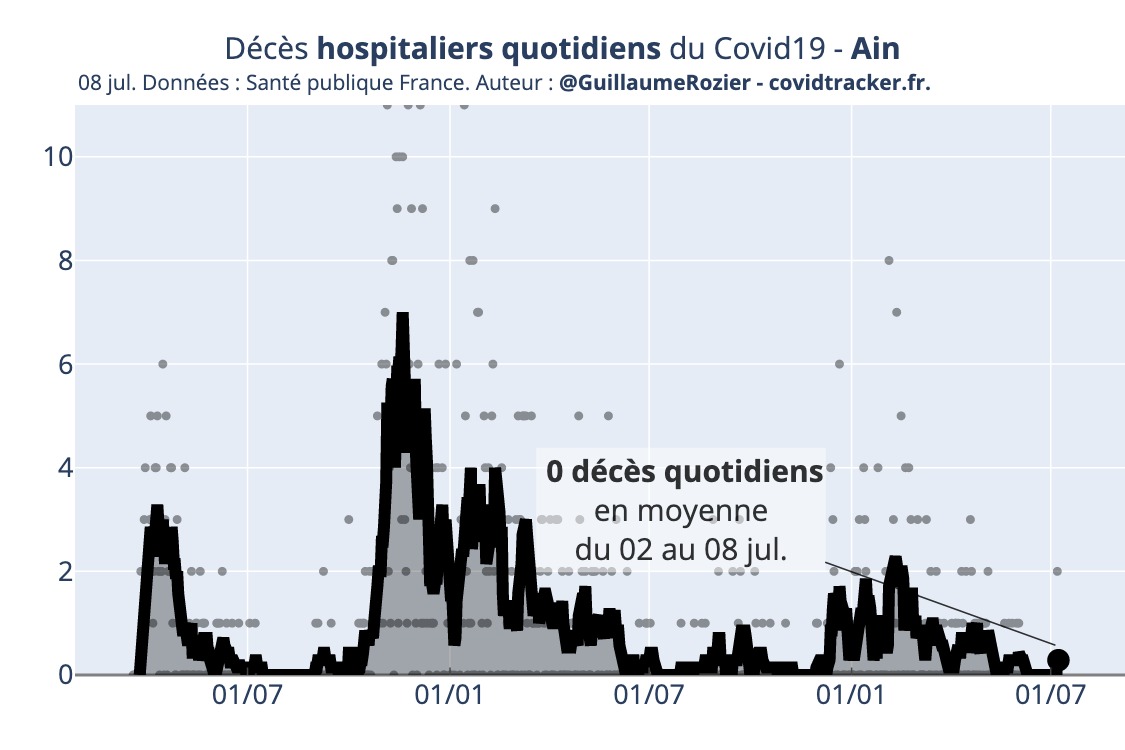 Décès hospitaliers quotidiens du Covid19 - Ain
08 jul. Données : Santé publique France. Auteur : @GuillaumeRozier - covidtracker.fr.
10
8
6
4
2
0
0 décès quotidiens
en moyenne
du 02 au 08 jul.
01/07 01/01 01/07 01/01 01/07